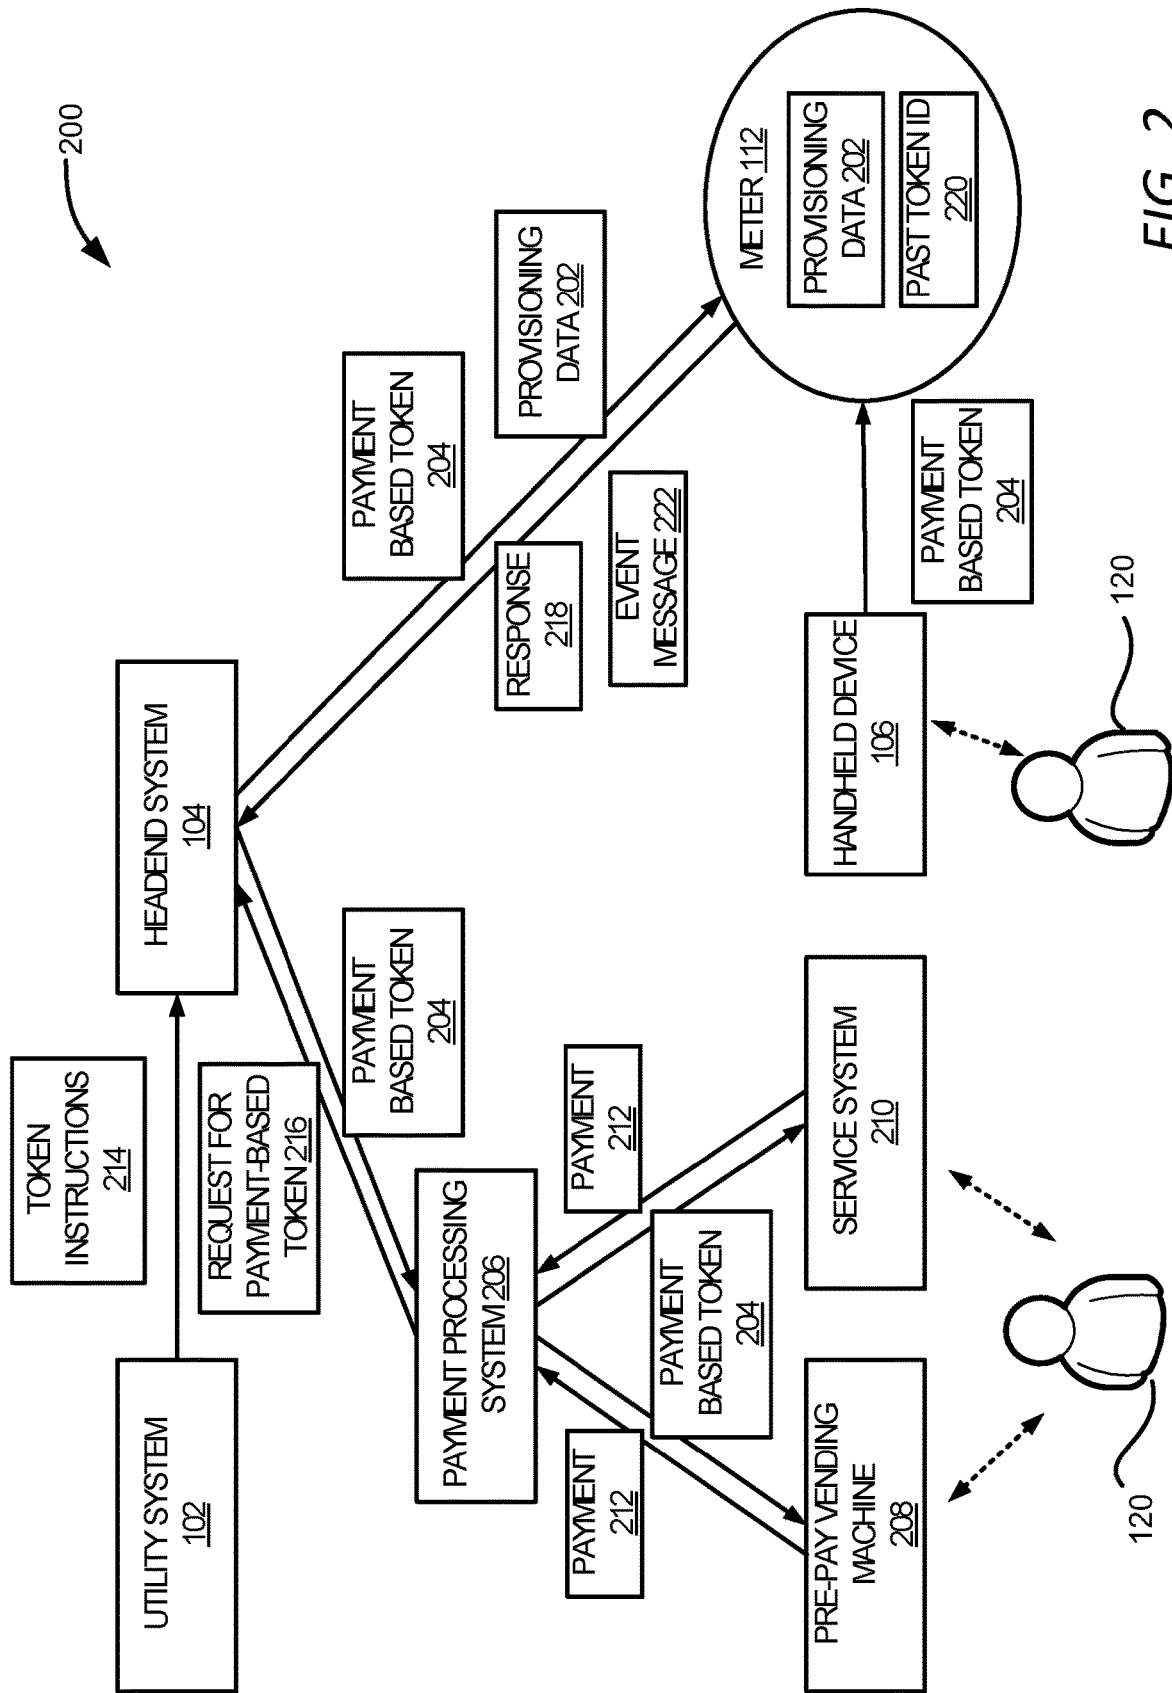 200
TOKEN
INSTRUCTIONS
214
UTILITY SYSTEM
102
HEADEND SYSTEM
104
REQUEST FOR
PAYMENT-BASED
TOKEN 216
PAYMENT
BASED TOKEN
204
PAYMENT
BASED TOKEN
204
PROVISIONING
DATA 202
RESPONSE
218
EVENT
MESSAGE 222
PAYMENT PROCESSING
SYSTEM 206
PAYMENT
212
PAYMENT
212
PAYMENT
BASED TOKEN
204
METER 112
PROVISIONING
DATA 202
PAST TOKEN ID
220
PRE-PAY VENDING
MACHINE
208
SERVICE SYSTEM
210
HANDHELD DEVICE
106
PAYMENT
BASED TOKEN
204
120
120
FIG. 2